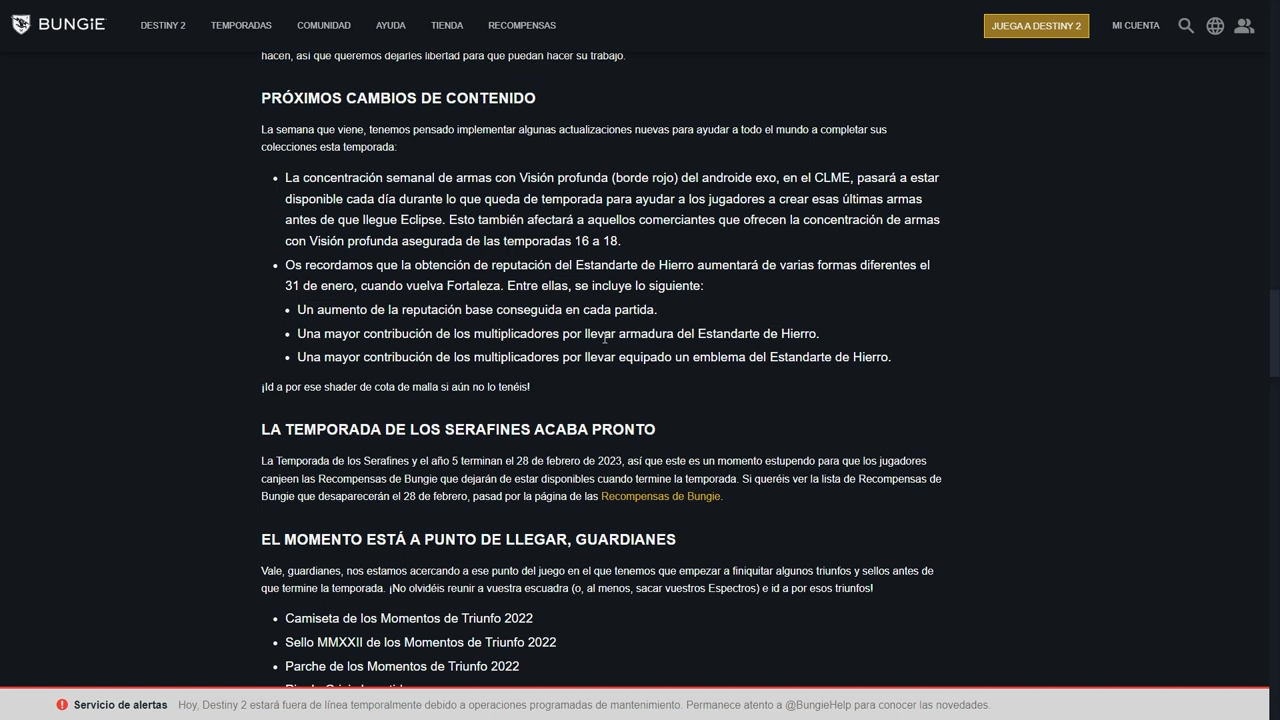 BUNGiE
DESTINY 2 TEMPORADAS COMUNIDAD AYUDA TIENDA RECOMPENSAS JUEGA A DESTINY 2 MI CUENTA
hacen, así que queremos dejarles libertad para que puedan hacer su trabajo.
PRÓXIMOS CAMBIOS DE CONTENIDO
La semana que viene, tenemos pensado implementar algunas actualizaciones nuevas para ayudar a todo el mundo a completar sus
colecciones esta temporada:
• La concentración semanal de armas con Visión profunda (borde rojo) del androide exo, en el CLME, pasará a estar
disponible cada día durante lo que queda de temporada para ayudar a los jugadores a crear esas últimas armas
antes de que llegue Eclipse. Esto también afectará a aquellos comerciantes que ofrecen la concentración de armas
con Visión profunda asegurada de las temporadas 16 a 18.
• Os recordamos que la obtención de reputación del Estandarte de Hierro aumentará de varias formas diferentes el
31 de enero, cuando vuelva Fortaleza. Entre ellas, se incluye lo siguiente:
• Un aumento de la reputación base conseguida en cada partida.
• Una mayor contribución de los multiplicadores por llevar armadura del Estandarte de Hierro.
• Una mayor contribución de los multiplicadores por llevar equipado un emblema del Estandarte de Hierro.
¡Id a por ese shader de cota de malla si aún no lo tenéis!
LA TEMPORADA DE LOS SERAFINES ACABA PRONTO
La Temporada de los Serafines y el año 5 terminan el 28 de febrero de 2023, así que este es un momento estupendo para que los jugadores
canjeen las Recompensas de Bungie que dejarán de estar disponibles cuando termine la temporada. Si queréis ver la lista de Recompensas de
Bungie que desaparecerán el 28 de febrero, pasad por la página de las Recompensas de Bungie.
EL MOMENTO ESTÁ A PUNTO DE LLEGAR, GUARDIANES
Vale, guardianes, nos estamos acercando a ese punto del juego en el que tenemos que empezar a finiquitar algunos triunfos y sellos antes de
que termine la temporada. ¡No olvidéis reunir a vuestra escuadra (o, al menos, sacar vuestros Espectros) e id a por esos triunfos!
• Camiseta de los Momentos de Triunfo 2022
• Sello MMXXII de los Momentos de Triunfo 2022
• Parche de los Momentos de Triunfo 2022
Servicio de alertas Hoy, Destiny 2 estará fuera de línea temporalmente debido a operaciones programadas de mantenimiento. Permanece atento a @BungieHelp para conocer las novedades.